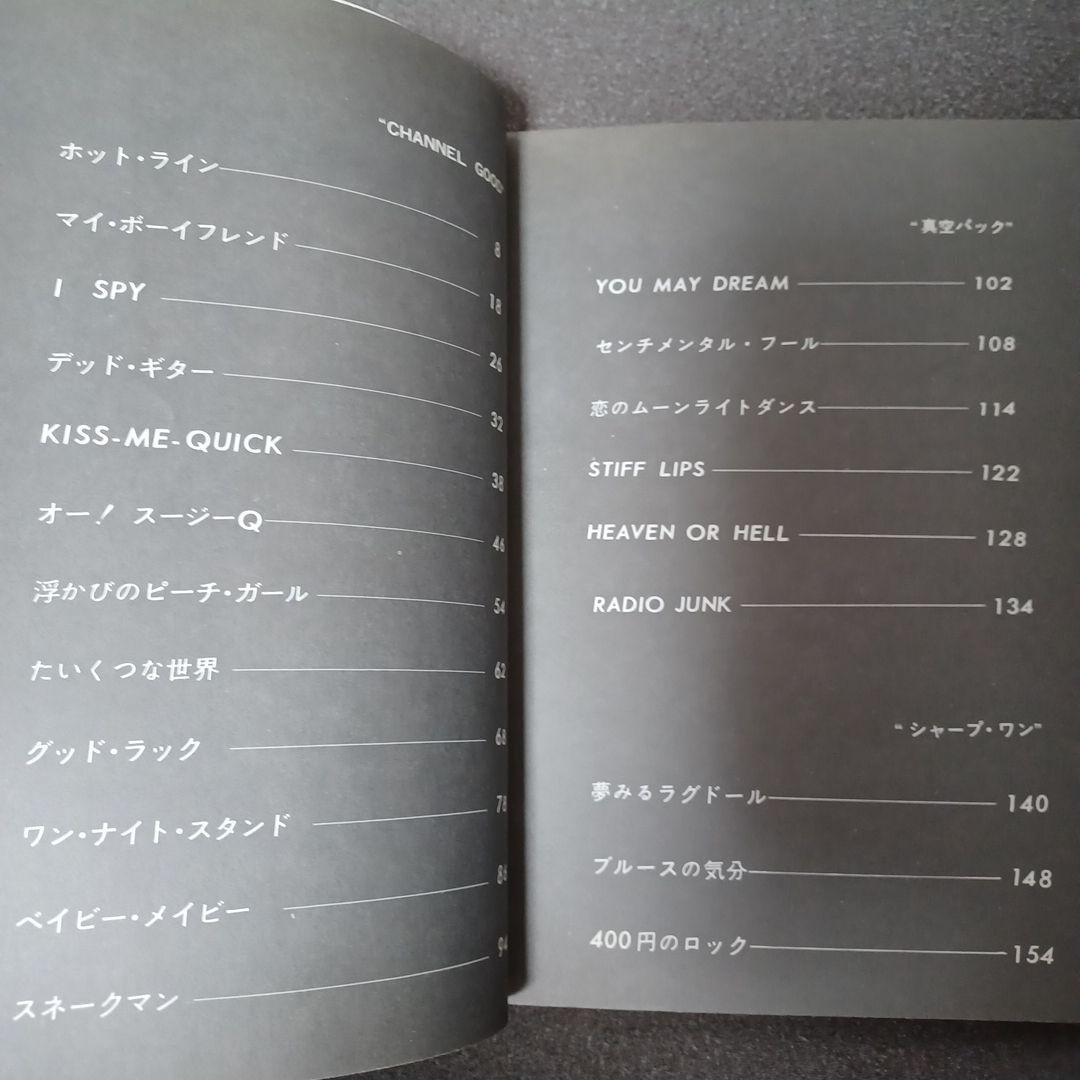 “CHANNEL GOOD”
ホット・ライン 8
マイ・ボーイフレンド 18
I SPY 26
デッド・ギター 32
KISS-ME-QUICK 38
オー！ スージーQ 46
浮かびのピーチ・ガール 54
たいくつな世界 62
グッド・ラック 68
ワン・ナイト・スタンド 78
ベイビー・メイビー 86
スネークマン 94
“真空パック”
YOU MAY DREAM 102
センチメンタル・フール 108
恋のムーンライトダンス 114
STIFF LIPS 122
HEAVEN OR HELL 128
RADIO JUNK 134
“シャープ・ワン”
夢みるラグドール 140
ブルースの気分 148
400円のロック 154